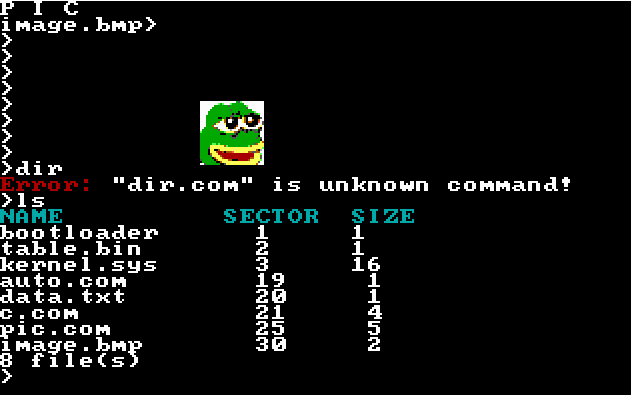 P I C
image.bmp>
>
>
>
>
>
>
>
>
>dir
Error: "dir.com" is unknown command!
>ls
NAME SECTOR SIZE
bootloader 1 1
table.bin 2 1
kernel.sys 3 16
auto.com 19 1
data.txt 20 1
c.com 21 4
pic.com 25 5
image.bmp 30 2
8 file(s)
>